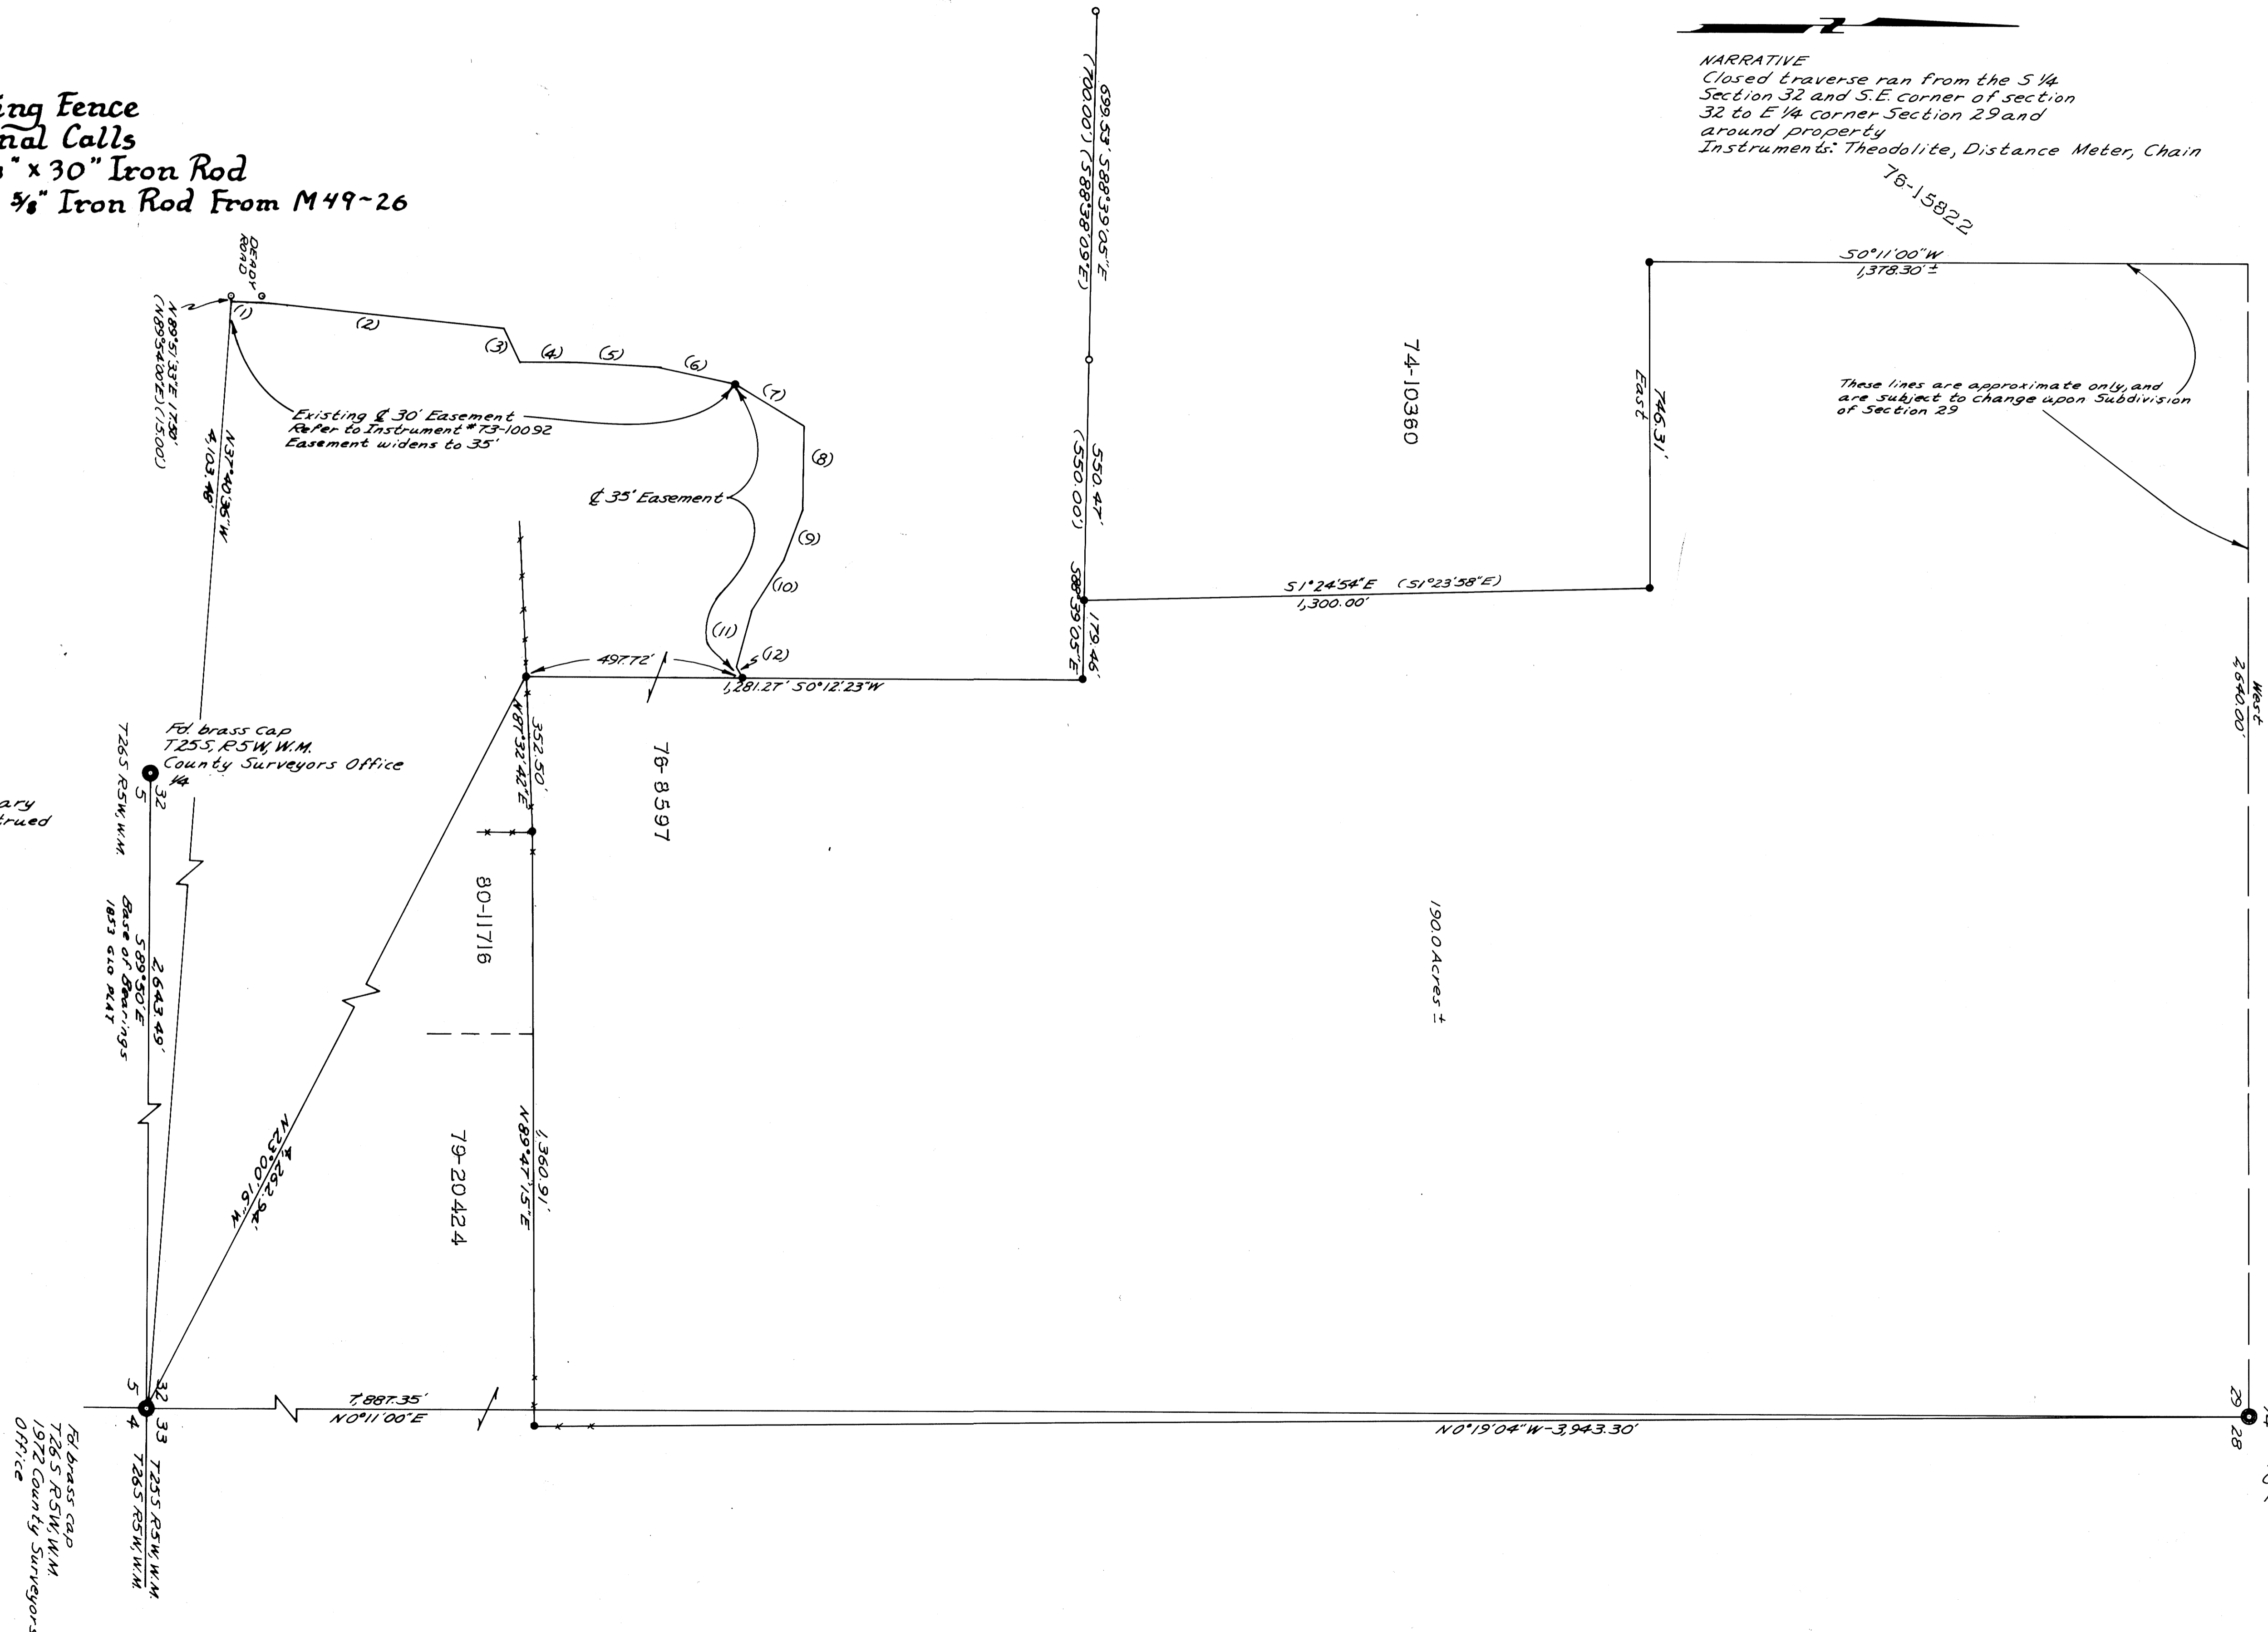 ing Fence
nal Calls
" x 30" Iron Rod
5/8" Iron Rod From M49-26
NARRATIVE
Closed traverse ran from the S 1/4
Section 32 and S.E. corner of section
32 to E 1/4 corner Section 29 and
around property
Instruments: Theodolite, Distance Meter, Chain
76-15822
S0°11'00"W
1,378.30' ±
These lines are approximate only, and
are subject to change upon Subdivision
of Section 29
West
2,640.00'
746.31'
East
74-10360
699.53' S88°39'05"E
(700.00') (S88°38'09"E)
550.47'
(550.00')
179.46'
S88°39'05"E
S1°24'54"E (S1°23'58"E)
1,300.00'
DEADY
ROAD
N89°51'33"E 17.50'
(N89°54'00"E) (15.00')
(1)
(2)
(3)
(4)
(5)
(6)
(7)
(8)
(9)
(10)
(11)
(12)
Existing ℄ 30' Easement
Refer to Instrument #73-10092
Easement widens to 35'
℄ 35' Easement
N37°40'36"W
4,103.48'
497.72'
1,281.27' S0°12'23"W
352.50'
N87°32'42"E
76-8597
80-11716
79-20424
1,360.91'
N89°47'15"E
190.0 Acres ±
Fd. brass cap
T25S, R5W, W.M.
County Surveyors Office
1/4
32
5
T26S R5W, W.M.
ary
trued
2,643.49'
S89°50'E
Base of Bearings
1853 GLO PLAT
4,262.94'
N23°00'16"W
7,887.35'
N0°11'00"E
N0°19'04"W-3,943.30'
32 33
5 4
T25S R5W, W.M.
T26S R5W, W.M.
Fd. brass cap
T26S R5W, W.M.
1972 County Surveyors
Office
29
28